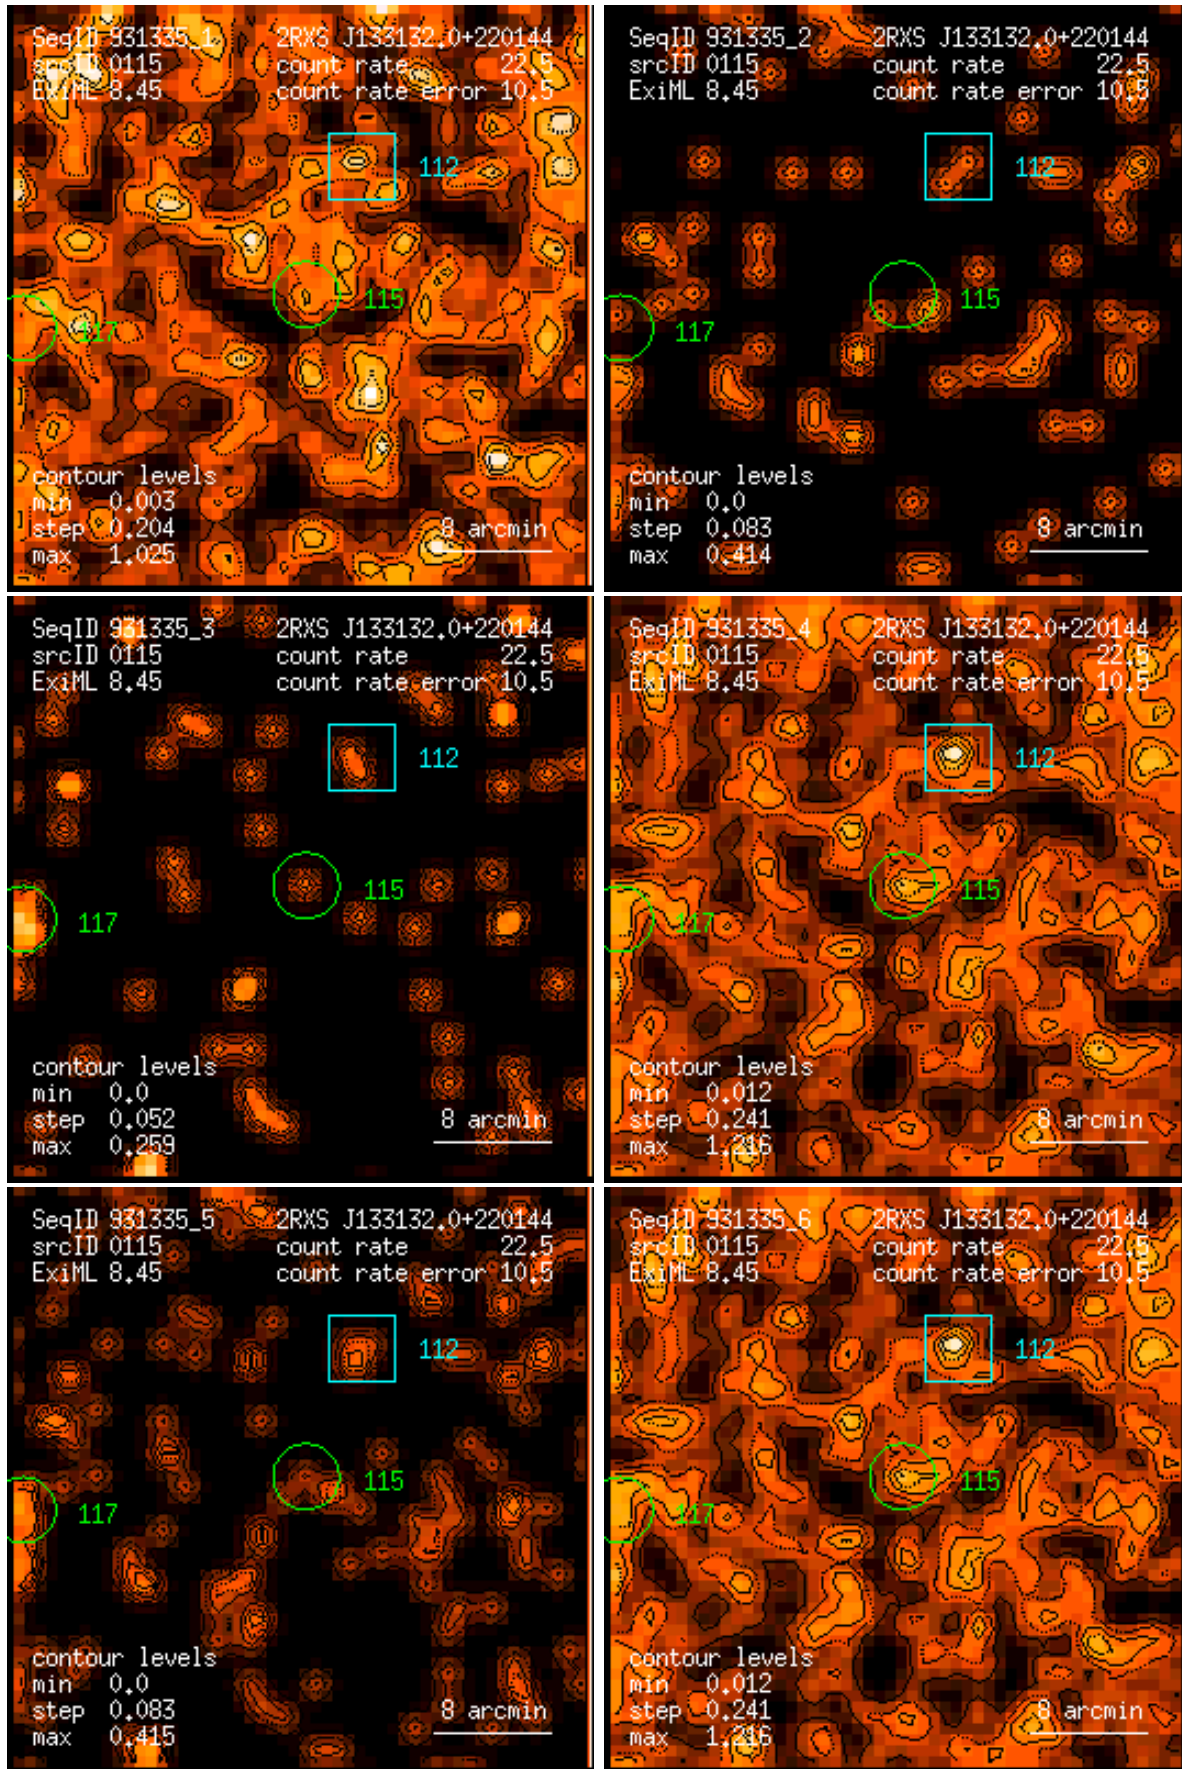 SeqID 931335_1 2RXS J133132.0+220144
srcID 0115 count rate 22.5
ExiML 8.45 count rate error 10.5
112
115
117
contour levels
min 0.003
step 0.204 8 arcmin
max 1.025
SeqID 931335_2 2RXS J133132.0+220144
srcID 0115 count rate 22.5
ExiML 8.45 count rate error 10.5
112
115
117
contour levels
min 0.0
step 0.083 8 arcmin
max 0.414
SeqID 931335_3 2RXS J133132.0+220144
srcID 0115 count rate 22.5
ExiML 8.45 count rate error 10.5
112
115
117
contour levels
min 0.0
step 0.052 8 arcmin
max 0.259
SeqID 931335_4 2RXS J133132.0+220144
srcID 0115 count rate 22.5
ExiML 8.45 count rate error 10.5
112
115
117
contour levels
min 0.012
step 0.241 8 arcmin
max 1.216
SeqID 931335_5 2RXS J133132.0+220144
srcID 0115 count rate 22.5
ExiML 8.45 count rate error 10.5
112
115
117
contour levels
min 0.0
step 0.083 8 arcmin
max 0.415
SeqID 931335_6 2RXS J133132.0+220144
srcID 0115 count rate 22.5
ExiML 8.45 count rate error 10.5
112
115
117
contour levels
min 0.012
step 0.241 8 arcmin
max 1.216